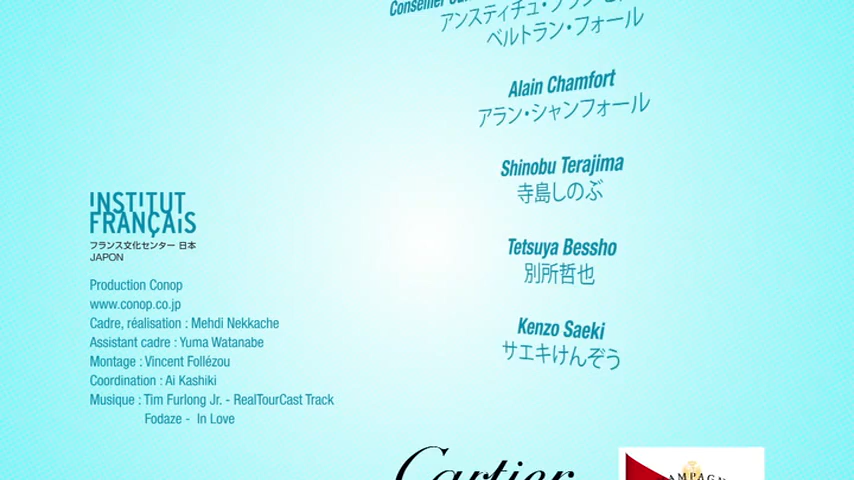 Conseiller
アンスティチュ・フラン
ベルトラン・フォール
Alain Chamfort
アラン・シャンフォール
Shinobu Terajima
寺島しのぶ
Tetsuya Bessho
別所哲也
Kenzo Saeki
サエキけんぞう
INSTITUT
FRANÇAIS
フランス文化センター 日本
JAPON
Production Conop
www.conop.co.jp
Cadre, réalisation : Mehdi Nekkache
Assistant cadre : Yuma Watanabe
Montage : Vincent Follézou
Coordination : Ai Kashiki
Musique : Tim Furlong Jr. - RealTourCast Track
Fodaze - In Love
Cartier